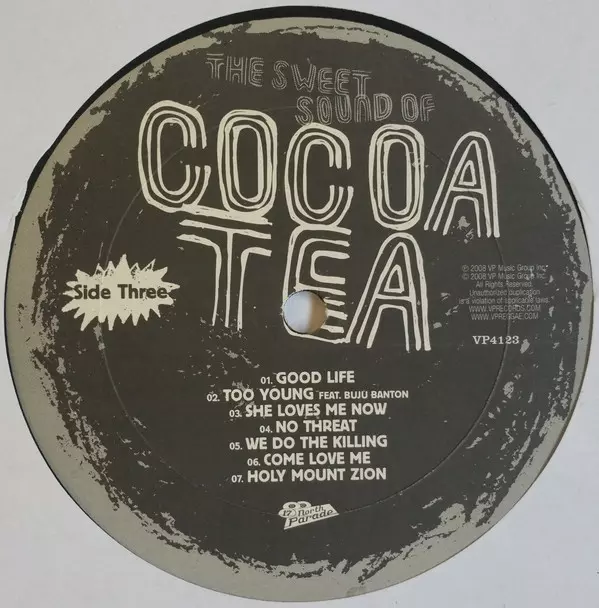 THE SWEET
SOUND OF
COCOA
TEA
Side Three
℗ 2008 VP Music Group Inc.
© 2008 VP Music Group Inc.
All Rights Reserved.
Unauthorized duplication
is a violation of applicable laws.
WWW.VPRECORDS.COM
WWW.VPREGGAE.COM
VP4123
01. GOOD LIFE
02. TOO YOUNG FEAT. BUJU BANTON
03. SHE LOVES ME NOW
04. NO THREAT
05. WE DO THE KILLING
06. COME LOVE ME
07. HOLY MOUNT ZION
17 North
Parade